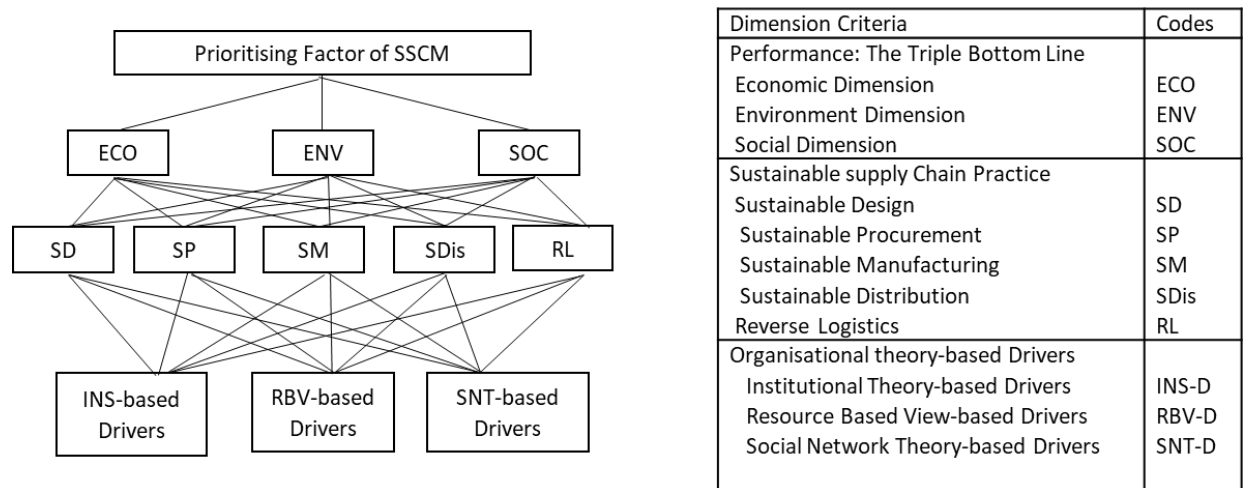 Prioritising Factor of SSCM
ECO
ENV
SOC
SD
SP
SM
SDis
RL
INS-based
Drivers
RBV-based
Drivers
SNT-based
Drivers
Dimension Criteria Codes
Performance: The Triple Bottom Line
Economic Dimension ECO
Environment Dimension ENV
Social Dimension SOC
Sustainable supply Chain Practice
Sustainable Design SD
Sustainable Procurement SP
Sustainable Manufacturing SM
Sustainable Distribution SDis
Reverse Logistics RL
Organisational theory-based Drivers
Institutional Theory-based Drivers INS-D
Resource Based View-based Drivers RBV-D
Social Network Theory-based Drivers SNT-D